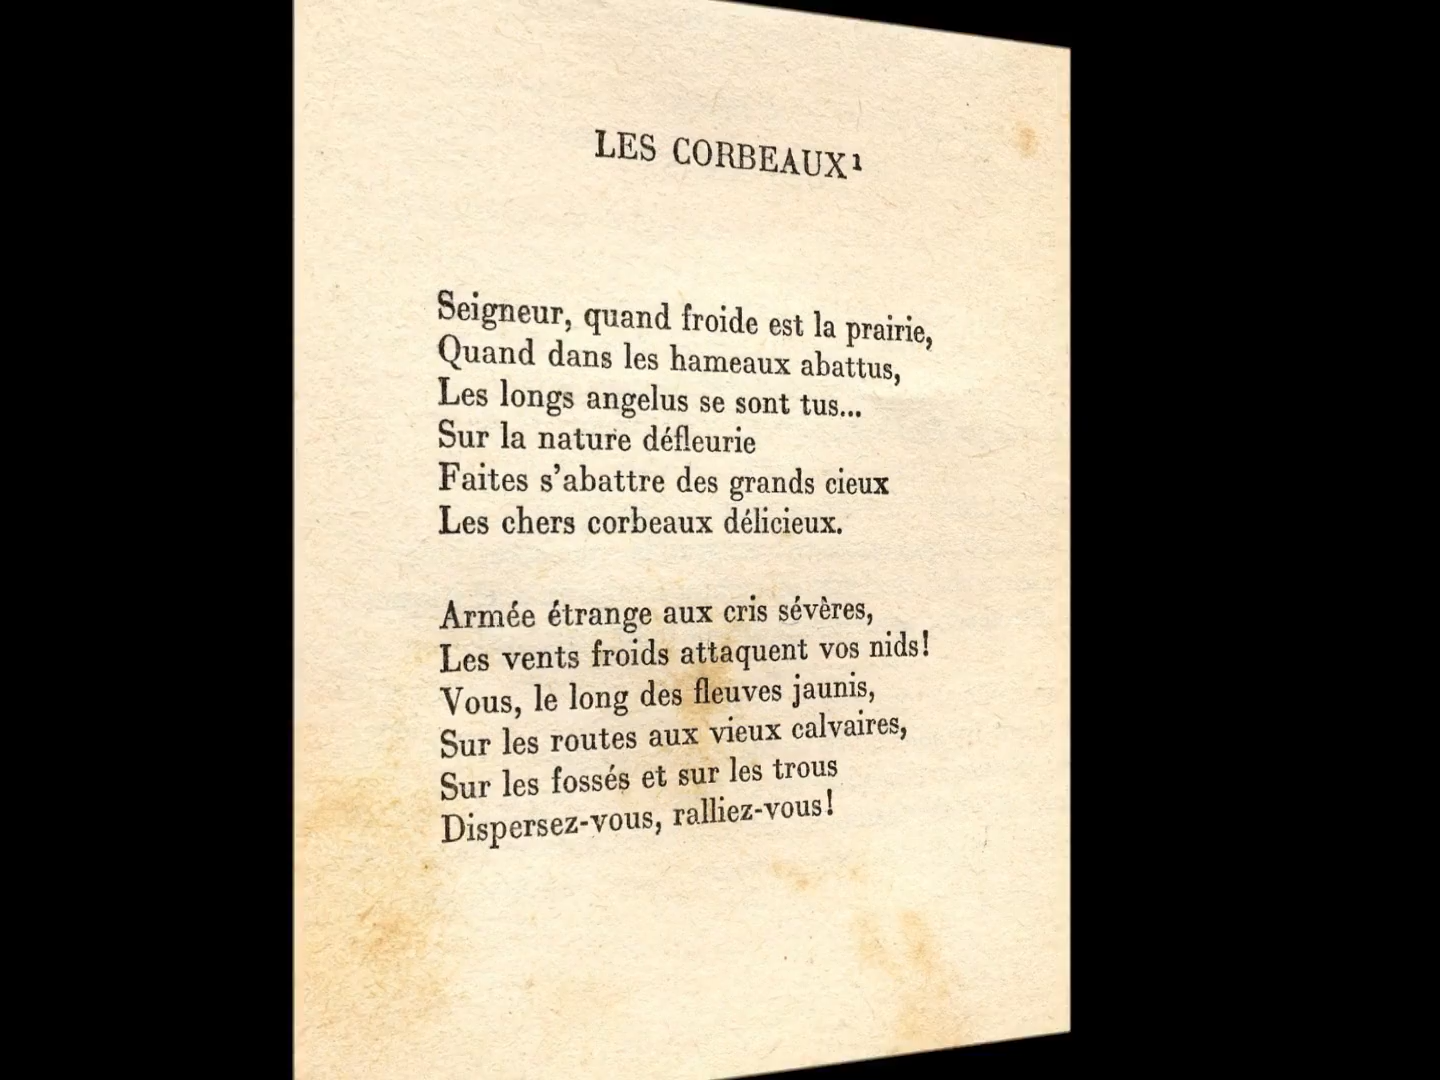 LES CORBEAUX¹
Seigneur, quand froide est la prairie,
Quand dans les hameaux abattus,
Les longs angelus se sont tus...
Sur la nature défleurie
Faites s'abattre des grands cieux
Les chers corbeaux délicieux.
Armée étrange aux cris sévères,
Les vents froids attaquent vos nids!
Vous, le long des fleuves jaunis,
Sur les routes aux vieux calvaires,
Sur les fossés et sur les trous
Dispersez-vous, ralliez-vous!